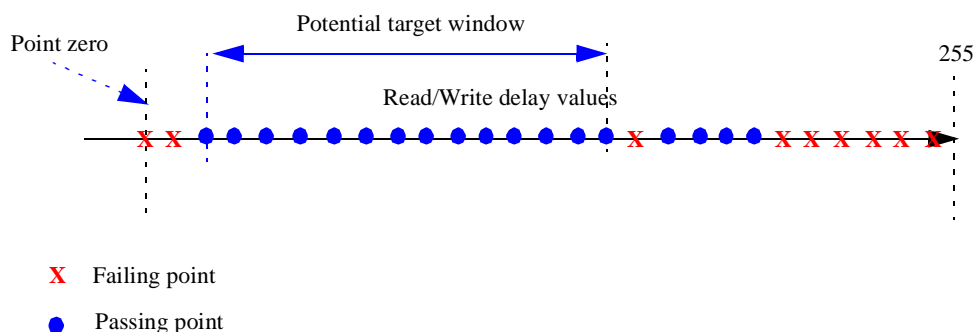 Potential target window
Point zero
255
Read/Write delay values
X X X X X X X X X
X Failing point
Passing point